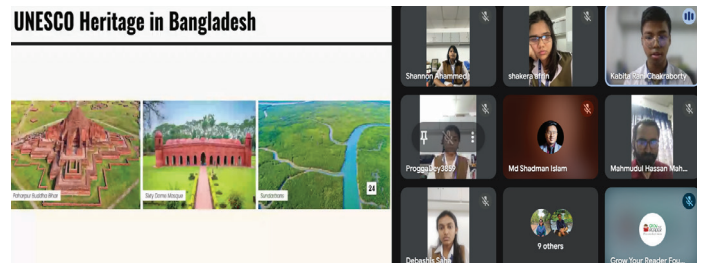 UNESCO Heritage in Bangladesh
Paharpur Buddha Bihar
Sixty Dome Mosque
Sundarbans
24
Shannon Ahammed
shakera afrin
Kabita Rani Chakraborty
ProggaDey3859
Md Shadman Islam
Mahmudul Hassan Mah...
Debashis Saha
9 others
Grow Your Reader Fou...